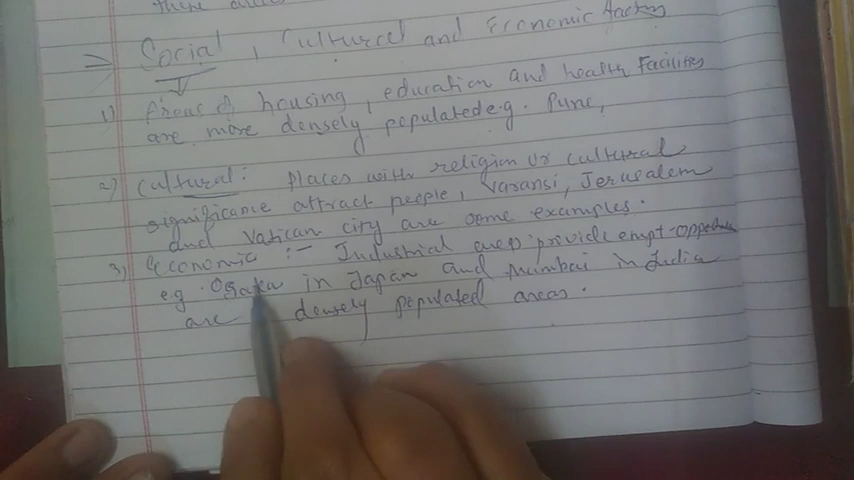 there
⇒ Social, Cultural and Economic factors
1) Areas of housing, education and health Facilities
are more densely populated e.g. Pune,
2) Cultural: Places with religion or cultural
significance attract people, Varansi, Jerusalem
and Vatican city are some examples.
3) Economic :- Industrial areas provide empt-
e.g. Osaka in Japan and Mumbai in India
are densely populated areas.